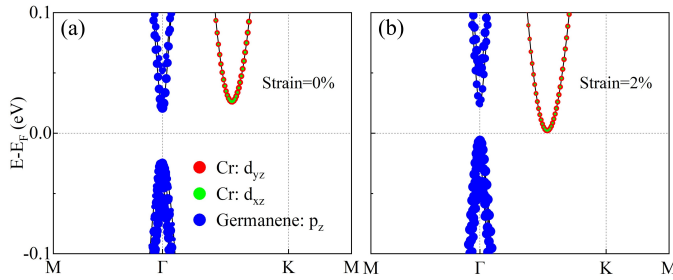 0.1
(a)
(b)
Strain=0%
Strain=2%
E-E_F (eV)
0.0
Cr: d_yz
Cr: d_xz
Germanene: p_z
-0.1
M Γ K M Γ K M